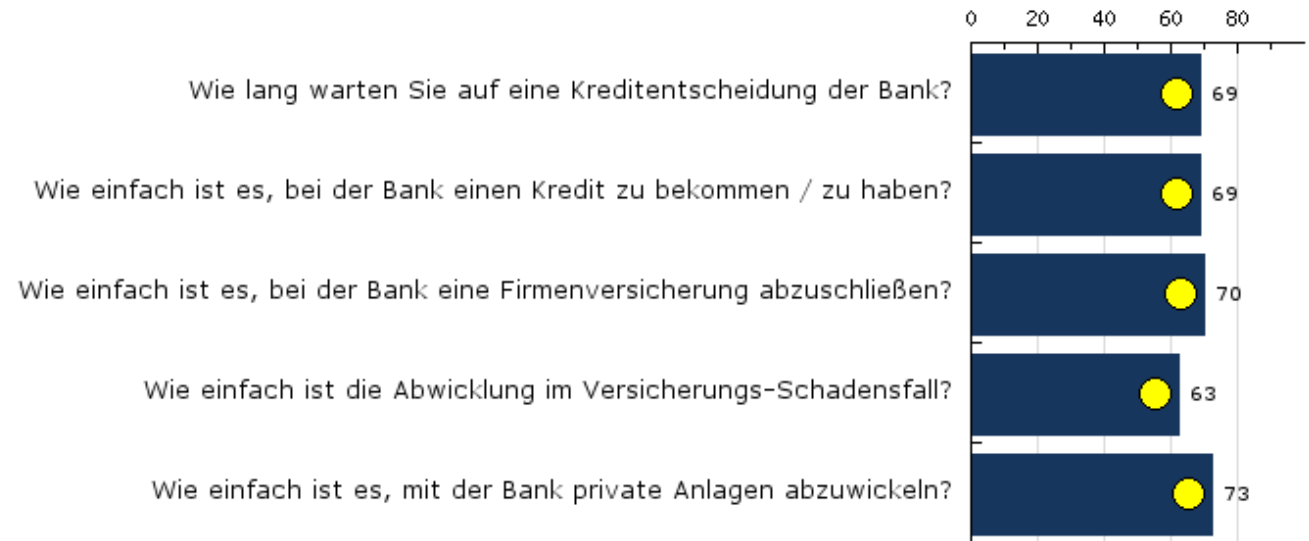 0 20 40 60 80
Wie lang warten Sie auf eine Kreditentscheidung der Bank? 69
Wie einfach ist es, bei der Bank einen Kredit zu bekommen / zu haben? 69
Wie einfach ist es, bei der Bank eine Firmenversicherung abzuschließen? 70
Wie einfach ist die Abwicklung im Versicherungs-Schadensfall? 63
Wie einfach ist es, mit der Bank private Anlagen abzuwickeln? 73